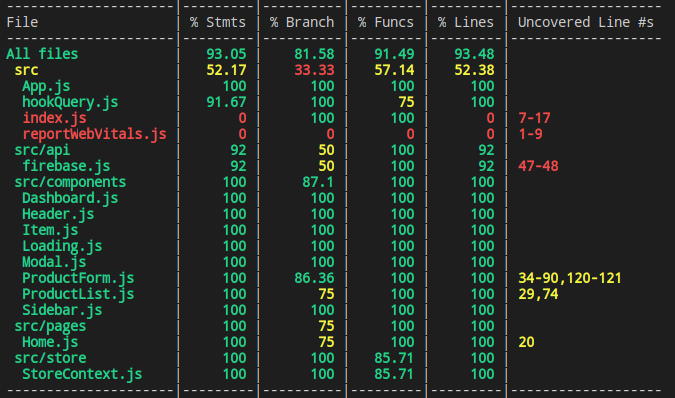 -----------------------|---------|----------|---------|---------|-------------------
File                   | % Stmts | % Branch | % Funcs | % Lines | Uncovered Line #s
-----------------------|---------|----------|---------|---------|-------------------
All files              |   93.05 |    81.58 |   91.49 |   93.48 |
 src                   |   52.17 |    33.33 |   57.14 |   52.38 |
  App.js               |     100 |      100 |     100 |     100 |
  hookQuery.js         |   91.67 |      100 |      75 |     100 |
  index.js             |       0 |      100 |     100 |       0 | 7-17
  reportWebVitals.js   |       0 |        0 |       0 |       0 | 1-9
 src/api               |      92 |       50 |     100 |      92 |
  firebase.js          |      92 |       50 |     100 |      92 | 47-48
 src/components        |     100 |     87.1 |     100 |     100 |
  Dashboard.js         |     100 |      100 |     100 |     100 |
  Header.js            |     100 |      100 |     100 |     100 |
  Item.js              |     100 |      100 |     100 |     100 |
  Loading.js           |     100 |      100 |     100 |     100 |
  Modal.js             |     100 |      100 |     100 |     100 |
  ProductForm.js       |     100 |    86.36 |     100 |     100 | 34-90,120-121
  ProductList.js       |     100 |       75 |     100 |     100 | 29,74
  Sidebar.js           |     100 |      100 |     100 |     100 |
 src/pages             |     100 |       75 |     100 |     100 |
  Home.js              |     100 |       75 |     100 |     100 | 20
 src/store             |     100 |      100 |   85.71 |     100 |
  StoreContext.js      |     100 |      100 |   85.71 |     100 |
-----------------------|---------|----------|---------|---------|-------------------